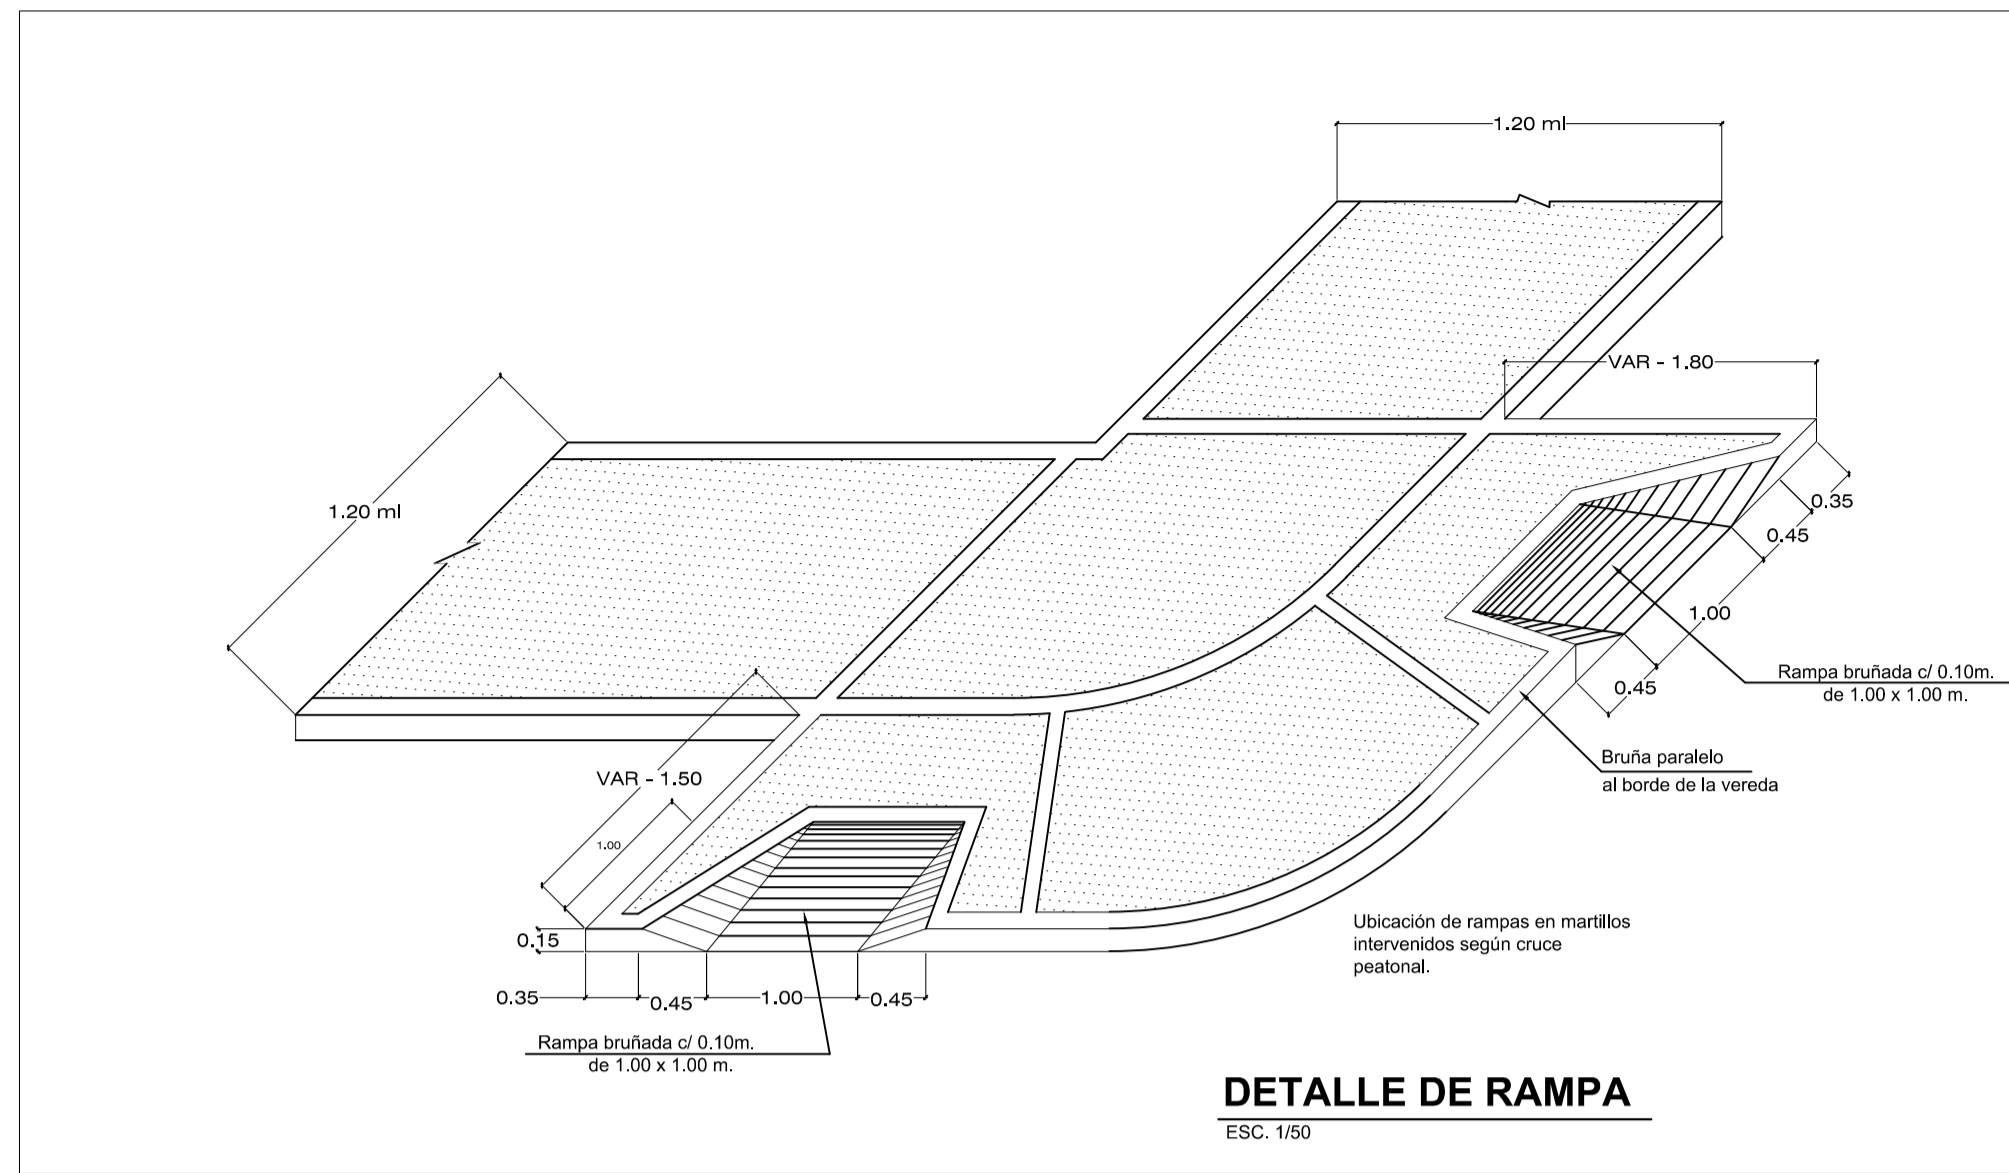 1.20 ml
VAR - 1.80
1.20 ml
0.35
0.45
1.00
0.45
Rampa bruñada c/ 0.10m.
de 1.00 x 1.00 m.
Bruña paralelo
al borde de la vereda
VAR - 1.50
1.00
0.15
0.35
0.45
1.00
0.45
Rampa bruñada c/ 0.10m.
de 1.00 x 1.00 m.
Ubicación de rampas en martillos
intervenidos según cruce
peatonal.
DETALLE DE RAMPA
ESC. 1/50